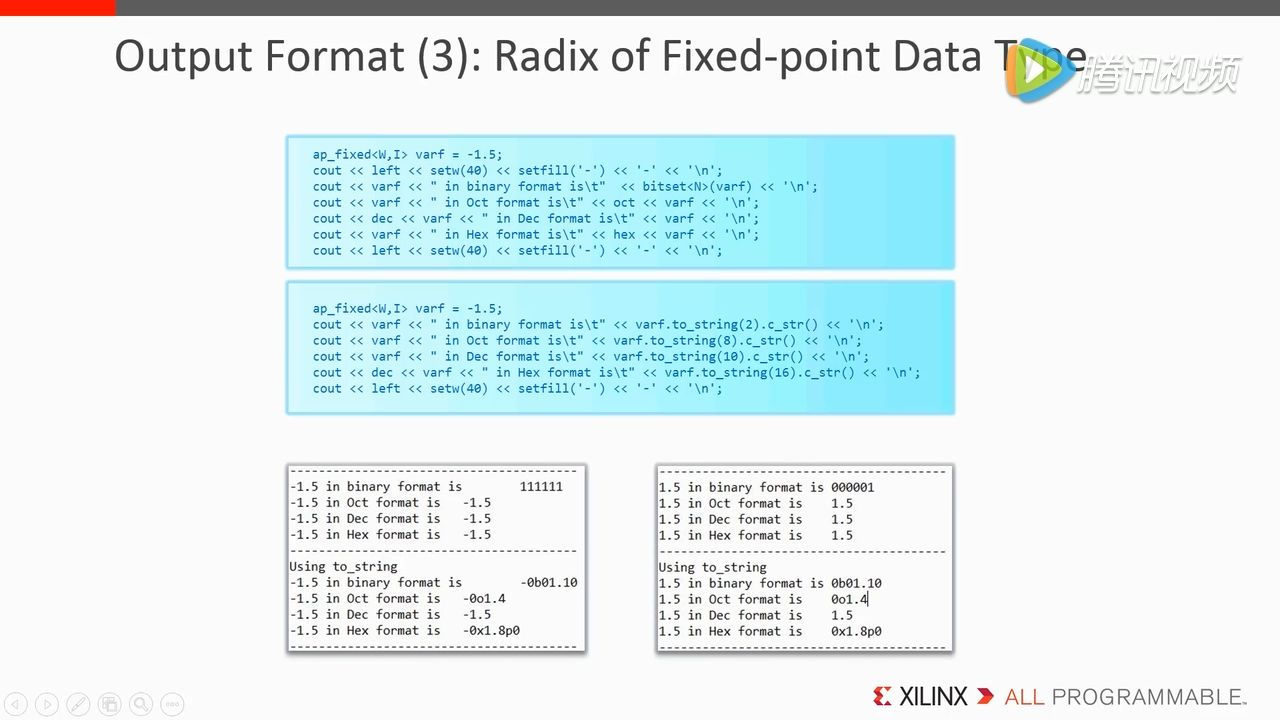 Output Format (3): Radix of Fixed-point Data Type
腾讯视频
ap_fixed<W,I> varf = -1.5;
cout << left << setw(40) << setfill('-') << '-' << '\n';
cout << varf << " in binary format is\t"  << bitset<N>(varf) << '\n';
cout << varf << " in Oct format is\t" << oct << varf << '\n';
cout << dec << varf << " in Dec format is\t" << varf << '\n';
cout << varf << " in Hex format is\t" << hex << varf << '\n';
cout << left << setw(40) << setfill('-') << '-' << '\n';
ap_fixed<W,I> varf = -1.5;
cout << varf << " in binary format is\t" << varf.to_string(2).c_str() << '\n';
cout << varf << " in Oct format is\t" << varf.to_string(8).c_str() << '\n';
cout << varf << " in Dec format is\t" << varf.to_string(10).c_str() << '\n';
cout << dec << varf << " in Hex format is\t" << varf.to_string(16).c_str() << '\n';
cout << left << setw(40) << setfill('-') << '-' << '\n';
----------------------------------------
-1.5 in binary format is 111111
-1.5 in Oct format is -1.5
-1.5 in Dec format is -1.5
-1.5 in Hex format is -1.5
----------------------------------------
Using to_string
-1.5 in binary format is -0b01.10
-1.5 in Oct format is -0o1.4
-1.5 in Dec format is -1.5
-1.5 in Hex format is -0x1.8p0
----------------------------------------
----------------------------------------
1.5 in binary format is 000001
1.5 in Oct format is 1.5
1.5 in Dec format is 1.5
1.5 in Hex format is 1.5
----------------------------------------
Using to_string
1.5 in binary format is 0b01.10
1.5 in Oct format is 0o1.4
1.5 in Dec format is 1.5
1.5 in Hex format is 0x1.8p0
----------------------------------------
XILINX ALL PROGRAMMABLE™